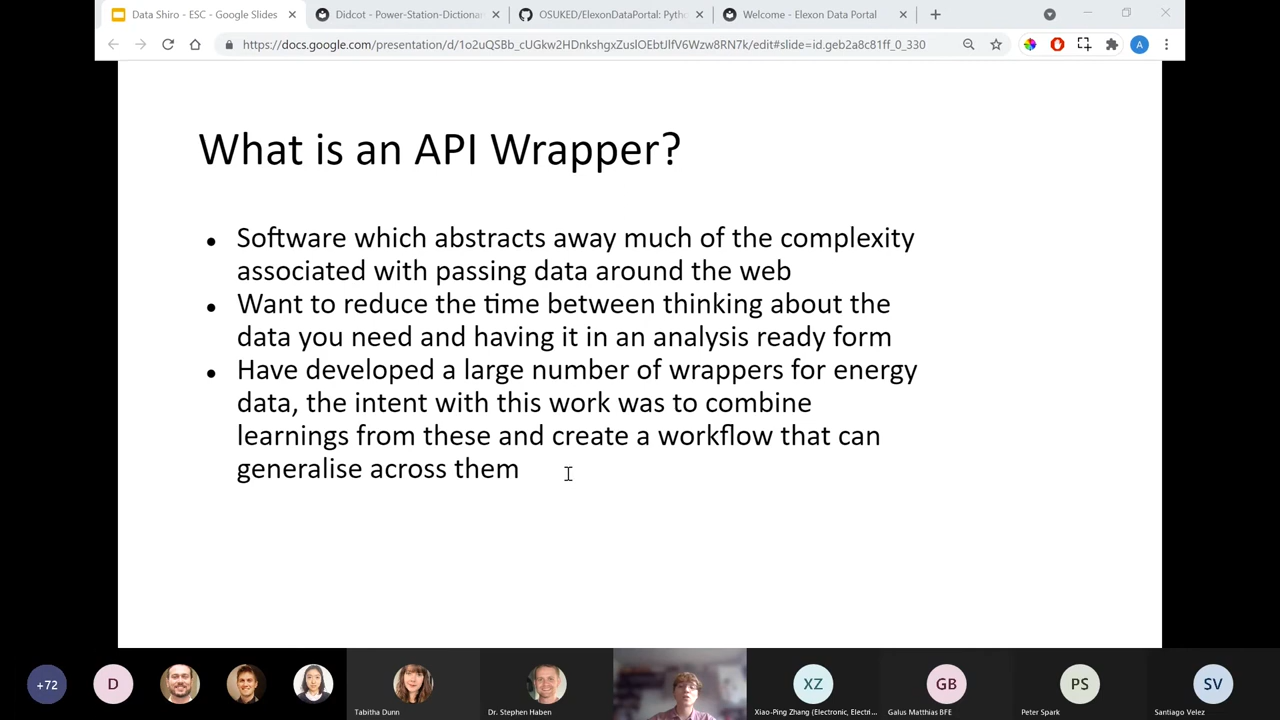 Data Shiro - ESC - Google Slides
Didcot - Power-Station-Dictionar
OSUKED/ElexonDataPortal: Pyth
Welcome - Elexon Data Portal
https://docs.google.com/presentation/d/1o2uQSBb_cUGkw2HDnkshgxZuslOEbtJlfV6Wzw8RN7k/edit#slide=id.geb2a8c81ff_0_330
A
What is an API Wrapper?
● Software which abstracts away much of the complexity
associated with passing data around the web
● Want to reduce the time between thinking about the
data you need and having it in an analysis ready form
● Have developed a large number of wrappers for energy
data, the intent with this work was to combine
learnings from these and create a workflow that can
generalise across them
+72
D
XZ
GB
PS
SV
Tabitha Dunn
Dr. Stephen Haben
Xiao-Ping Zhang (Electronic, Electri...
Galus Matthias BFE
Peter Spark
Santiago Velez